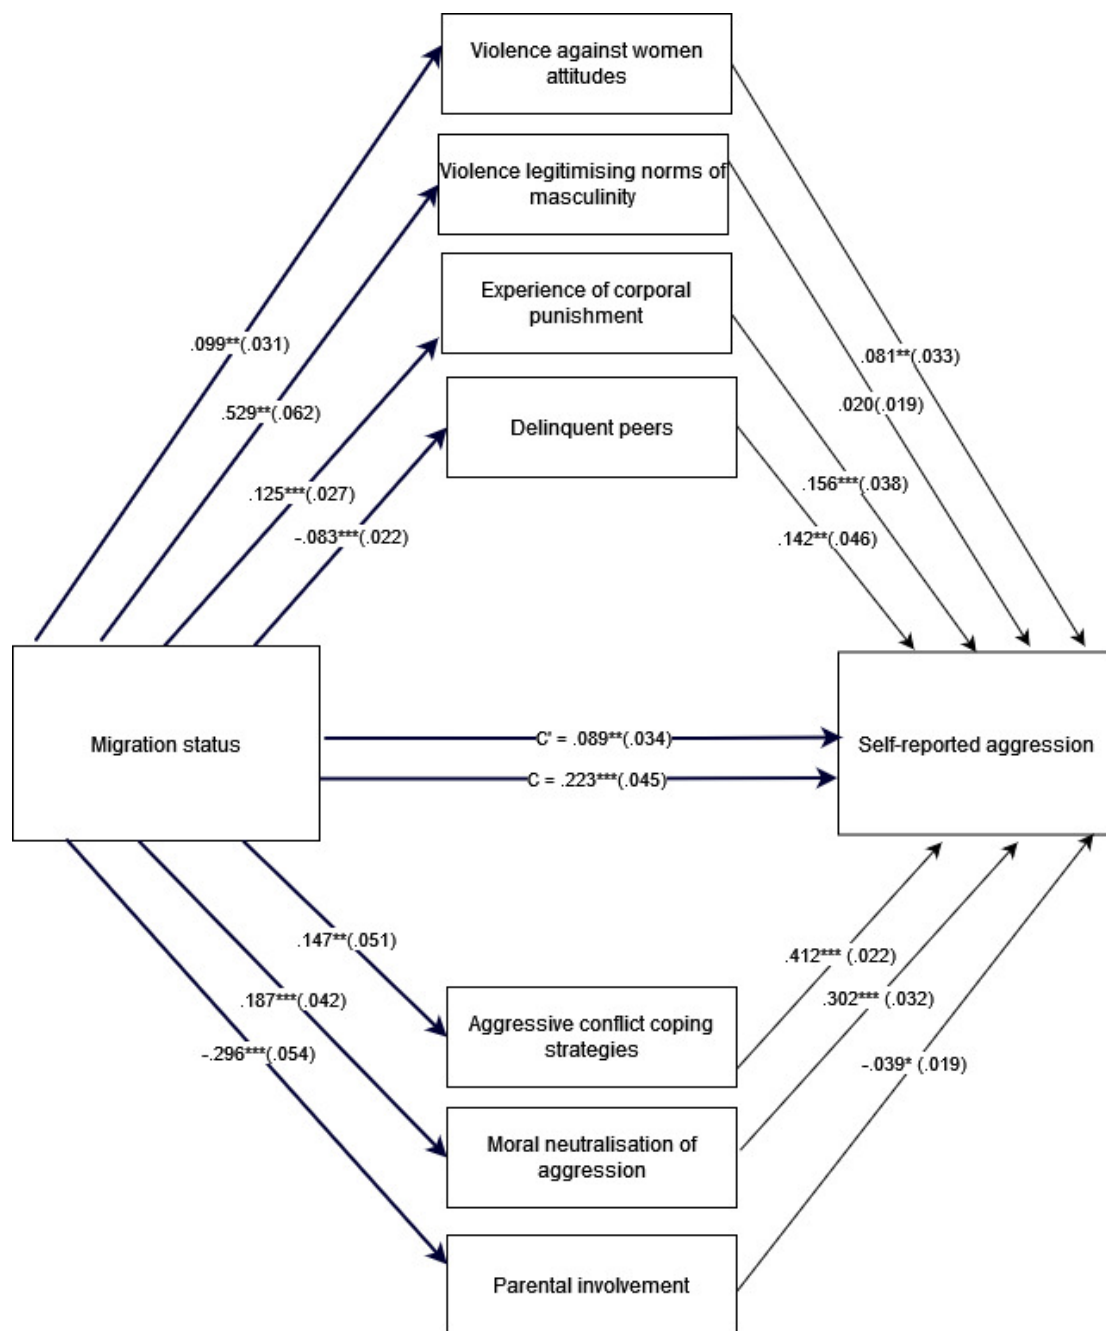 Violence against women
attitudes
Violence legitimising norms of
masculinity
Experience of corporal
punishment
.099**(.031)
.081**(.033)
.529**(.062)
.020(.019)
Delinquent peers
.125***(.027)
.156***(.038)
-.083***(.022)
.142**(.046)
Migration status
C' = .089**(.034)
C = .223***(.045)
Self-reported aggression
.147**(.051)
.412*** (.022)
.187***(.042)
.302*** (.032)
-.296***(.054)
-.039* (.019)
Aggressive conflict coping
strategies
Moral neutralisation of
aggression
Parental involvement